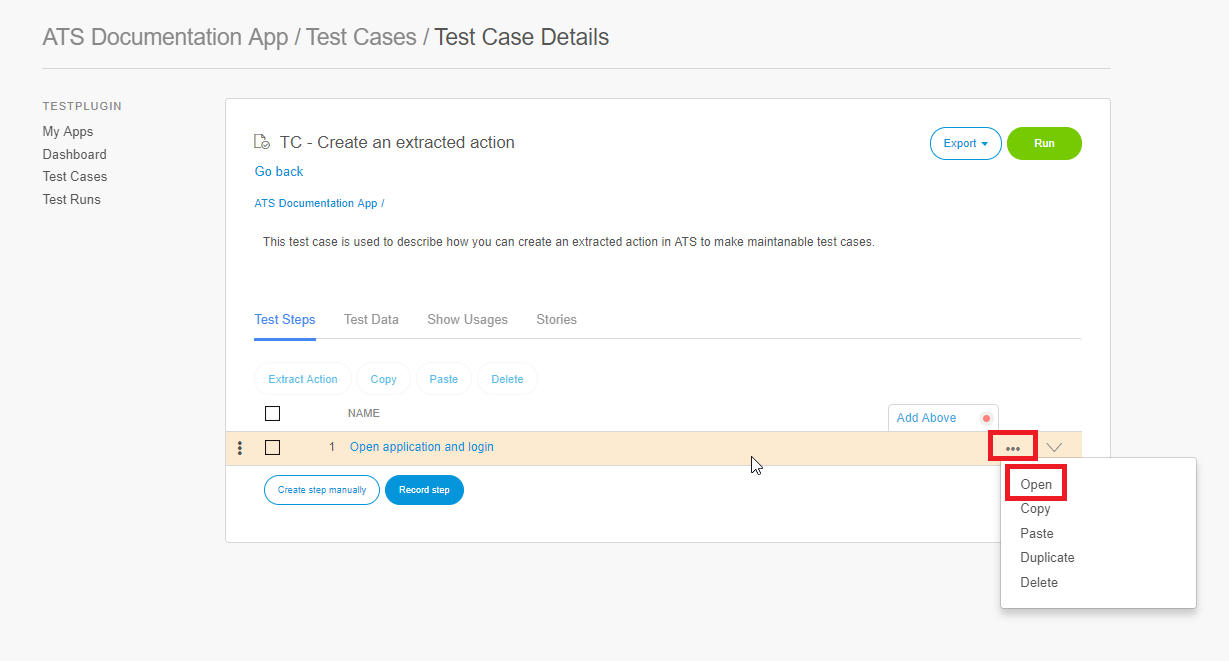 ATS Documentation App / Test Cases / Test Case Details
TESTPLUGIN
My Apps
Dashboard
Test Cases
Test Runs
TC - Create an extracted action
Export
Run
Go back
ATS Documentation App /
This test case is used to describe how you can create an extracted action in ATS to make maintanable test cases.
Test Steps Test Data Show Usages Stories
Extract Action Copy Paste Delete
NAME
Add Above
1 Open application and login
Create step manually Record step
Open
Copy
Paste
Duplicate
Delete